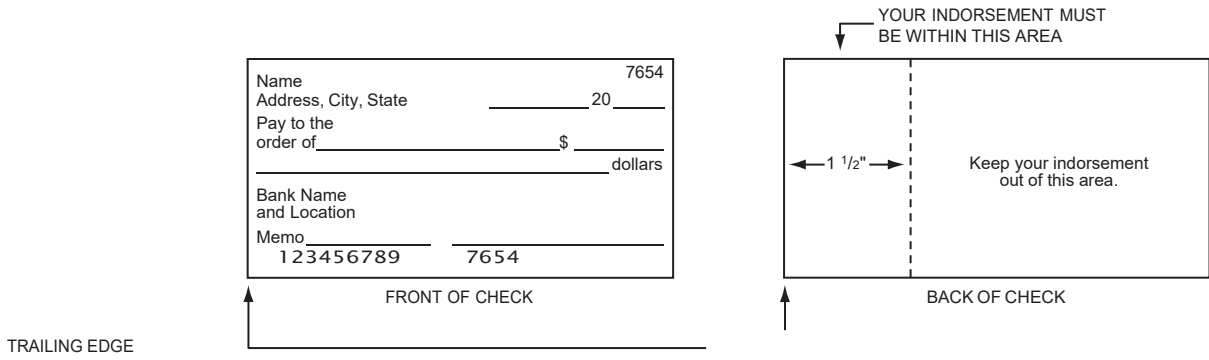 YOUR INDORSEMENT MUST
BE WITHIN THIS AREA
7654
Name
Address, City, State 20
Pay to the
order of $
dollars
Bank Name
and Location
Memo
123456789 7654
FRONT OF CHECK
1 1/2"
Keep your indorsement
out of this area.
BACK OF CHECK
TRAILING EDGE